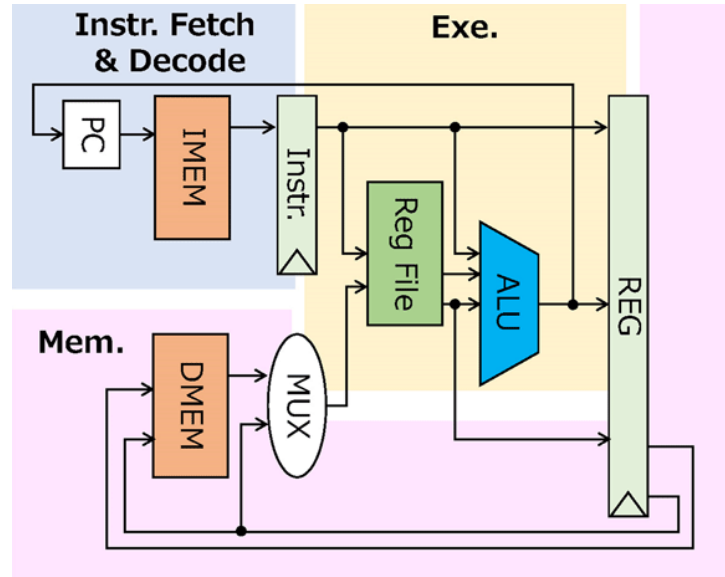 Instr. Fetch
& Decode
Exe.
PC
IMEM
Instr.
Reg File
ALU
REG
Mem.
DMEM
MUX